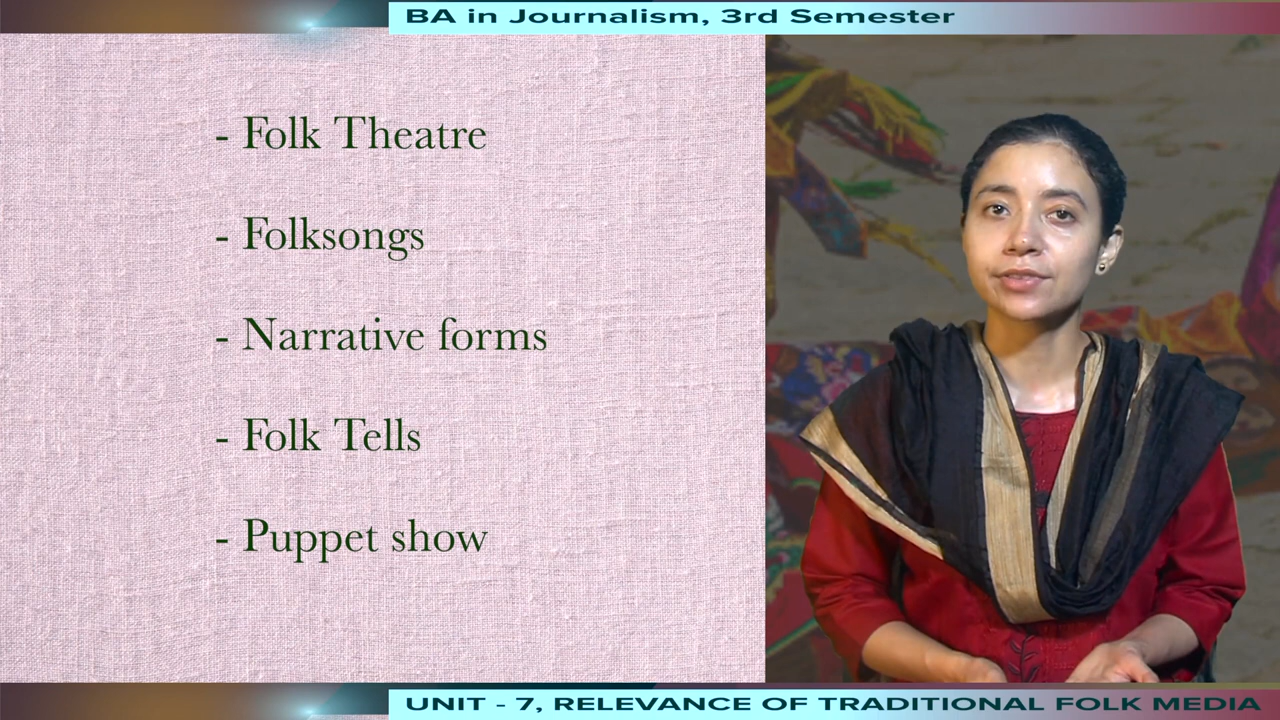 BA in Journalism, 3rd Semester
- Folk Theatre
- Folksongs
- Narrative forms
- Folk Tells
- Puppet show
UNIT - 7, RELEVANCE OF TRADITIONAL FOLK MEDIA